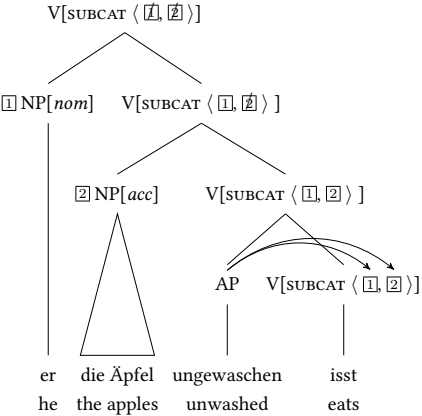 V[SUBCAT ⟨ 1̸, 2̸ ⟩]
1 NP[nom] V[SUBCAT ⟨ 1, 2̸ ⟩ ]
2 NP[acc] V[SUBCAT ⟨ 1, 2 ⟩ ]
AP V[SUBCAT ⟨ 1, 2 ⟩]
er die Äpfel ungewaschen isst
he the apples unwashed eats